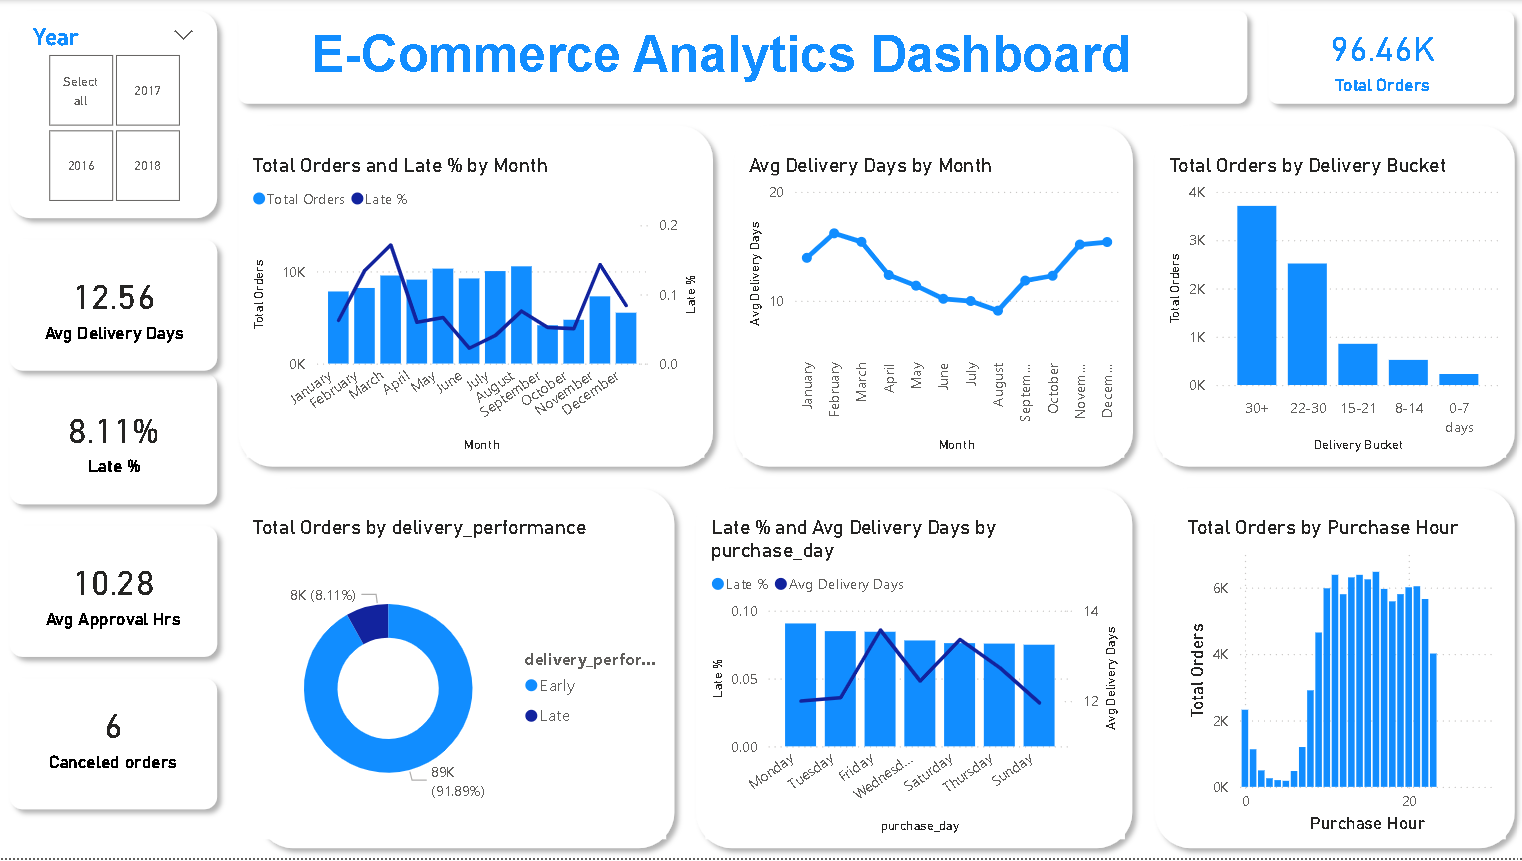 Year
Select
all
2017
2016
2018
E-Commerce Analytics Dashboard
96.46K
Total Orders
12.56
Avg Delivery Days
8.11%
Late %
10.28
Avg Approval Hrs
6
Canceled orders
Total Orders and Late % by Month
Total Orders
Late %
Total Orders
10K
0K
0.2
0.1
0.0
Late %
January
February
March
April
May
June
July
August
September
October
November
December
Month
Avg Delivery Days by Month
Avg Delivery Days
20
10
January
February
March
April
May
June
July
August
Septem...
October
Novem...
Decem...
Month
Total Orders by Delivery Bucket
Total Orders
4K
3K
2K
1K
0K
30+
22-30
15-21
8-14
0-7
days
Delivery Bucket
Total Orders by delivery_performance
8K (8.11%)
89K
(91.89%)
delivery_perfor...
Early
Late
Late % and Avg Delivery Days by
purchase_day
Late %
Avg Delivery Days
Late %
0.10
0.05
0.00
14
12
Avg Delivery Days
Monday
Tuesday
Friday
Wednesd...
Saturday
Thursday
Sunday
purchase_day
Total Orders by Purchase Hour
Total Orders
6K
4K
2K
0K
0
20
Purchase Hour